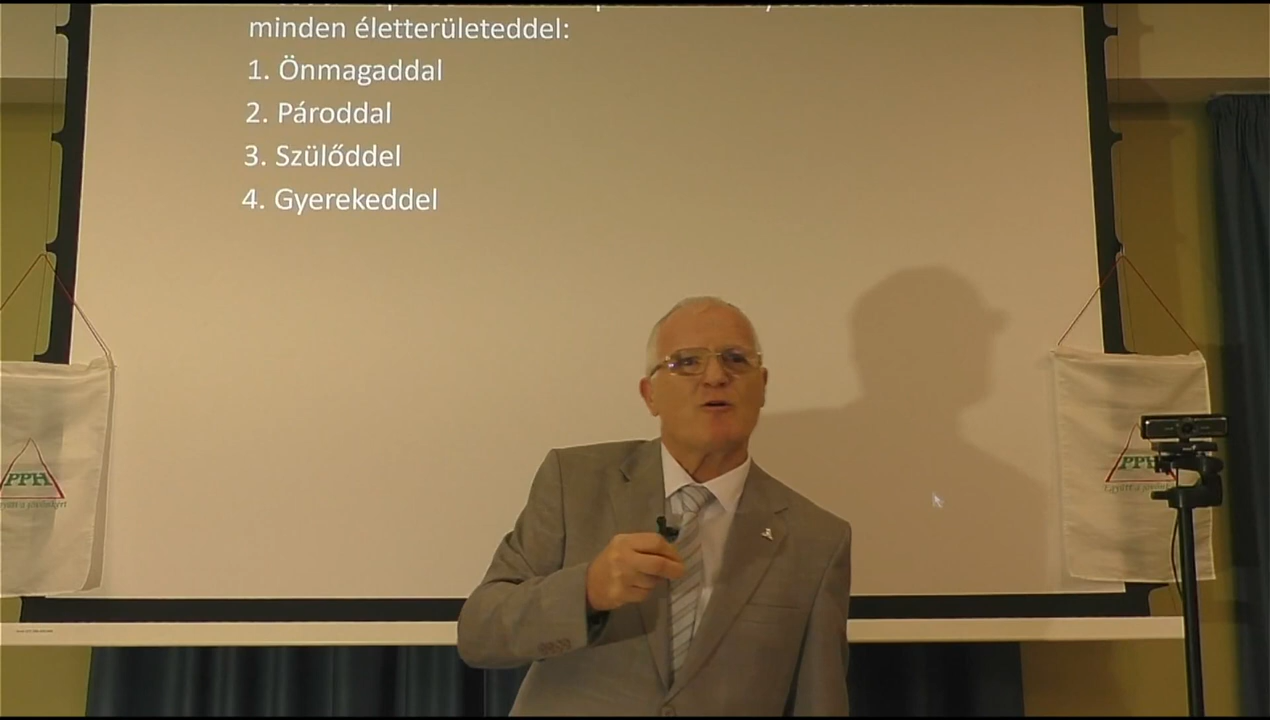 minden életterületeddel:
1. Önmagaddal
2. Pároddal
3. Szülőddel
4. Gyerekeddel
PPH
PPH